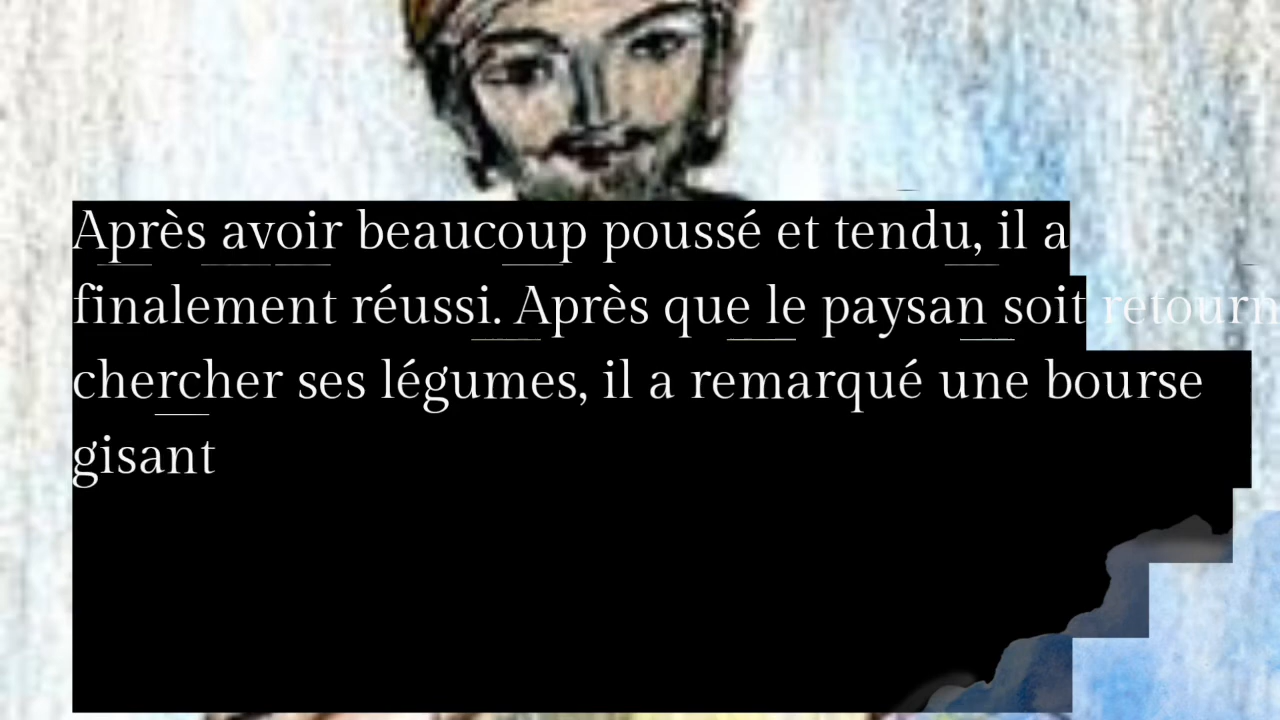 Après avoir beaucoup poussé et tendu, il a
finalement réussi. Après que le paysan soit retourn
chercher ses légumes, il a remarqué une bourse
gisant